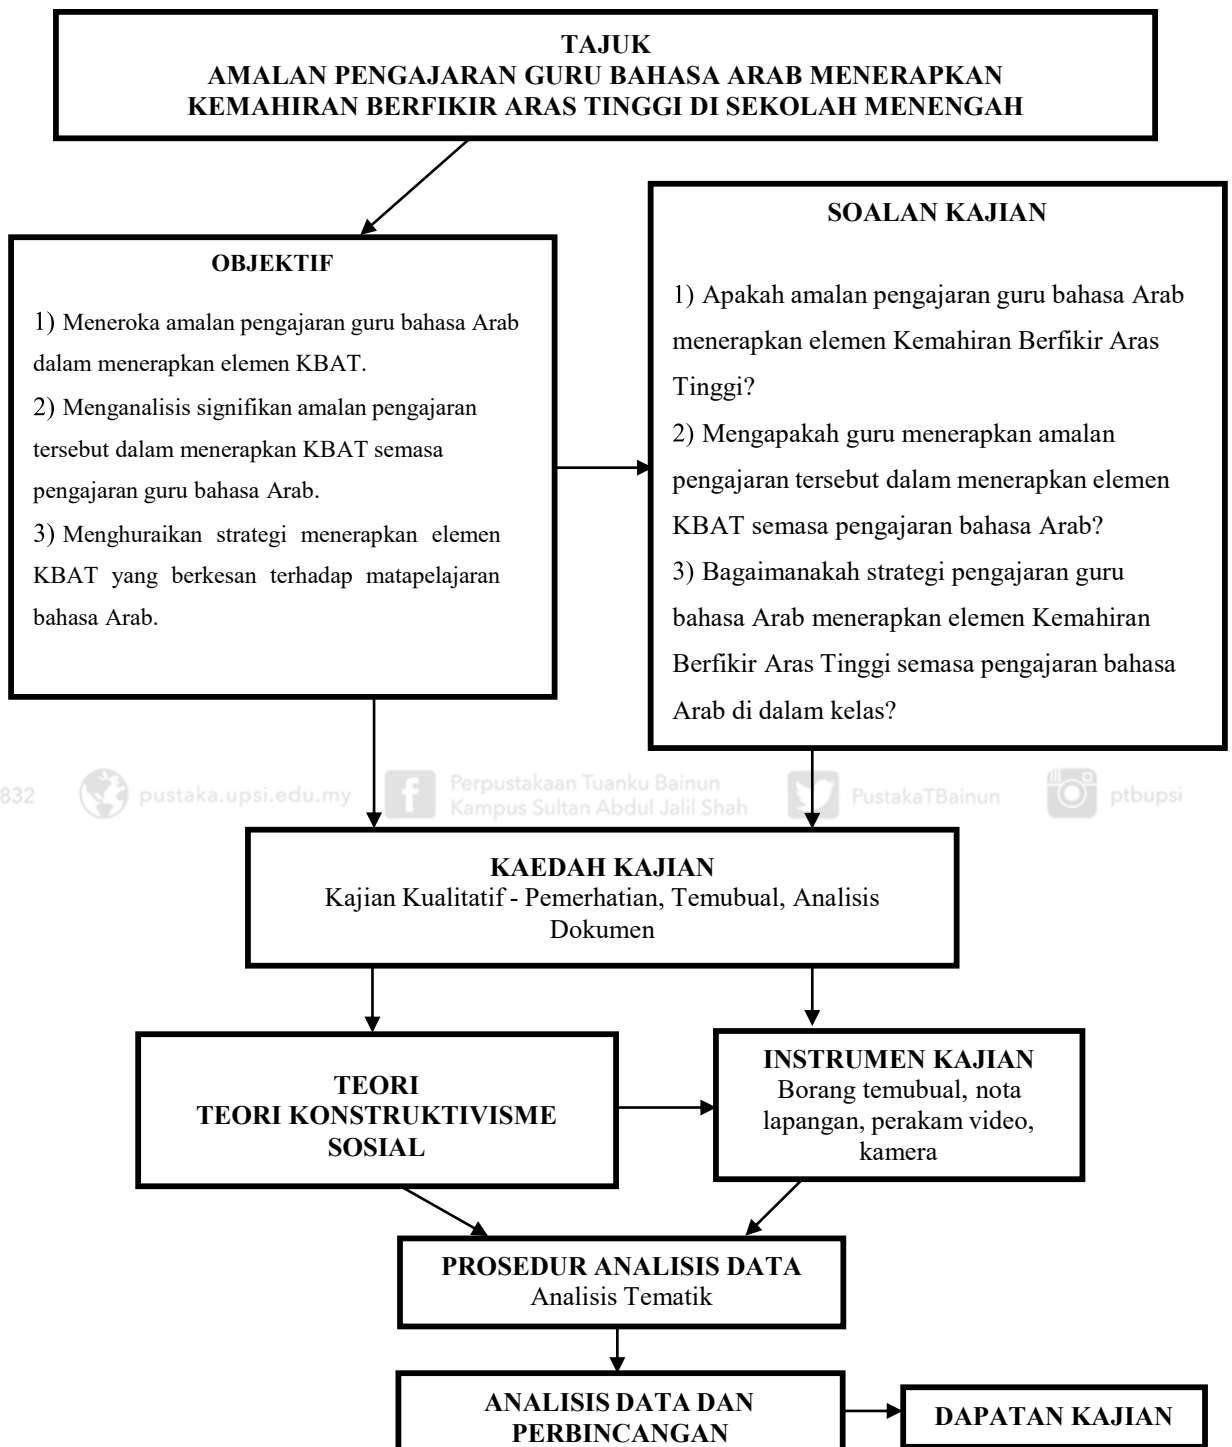 TAJUK
AMALAN PENGAJARAN GURU BAHASA ARAB MENERAPKAN
KEMAHIRAN BERFIKIR ARAS TINGGI DI SEKOLAH MENENGAH
OBJEKTIF
1) Meneroka amalan pengajaran guru bahasa Arab
dalam menerapkan elemen KBAT.
2) Menganalisis signifikan amalan pengajaran
tersebut dalam menerapkan KBAT semasa
pengajaran guru bahasa Arab.
3) Menghuraikan strategi menerapkan elemen
KBAT yang berkesan terhadap matapelajaran
bahasa Arab.
SOALAN KAJIAN
1) Apakah amalan pengajaran guru bahasa Arab
menerapkan elemen Kemahiran Berfikir Aras
Tinggi?
2) Mengapakah guru menerapkan amalan
pengajaran tersebut dalam menerapkan elemen
KBAT semasa pengajaran bahasa Arab?
3) Bagaimanakah strategi pengajaran guru
bahasa Arab menerapkan elemen Kemahiran
Berfikir Aras Tinggi semasa pengajaran bahasa
Arab di dalam kelas?
832
pustaka.upsi.edu.my
Perpustakaan Tuanku Bainun
Kampus Sultan Abdul Jalil Shah
PustakaTBainun
ptbupsi
KAEDAH KAJIAN
Kajian Kualitatif - Pemerhatian, Temubual, Analisis
Dokumen
TEORI
TEORI KONSTRUKTIVISME
SOSIAL
INSTRUMEN KAJIAN
Borang temubual, nota
lapangan, perakam video,
kamera
PROSEDUR ANALISIS DATA
Analisis Tematik
ANALISIS DATA DAN
PERBINCANGAN
DAPATAN KAJIAN